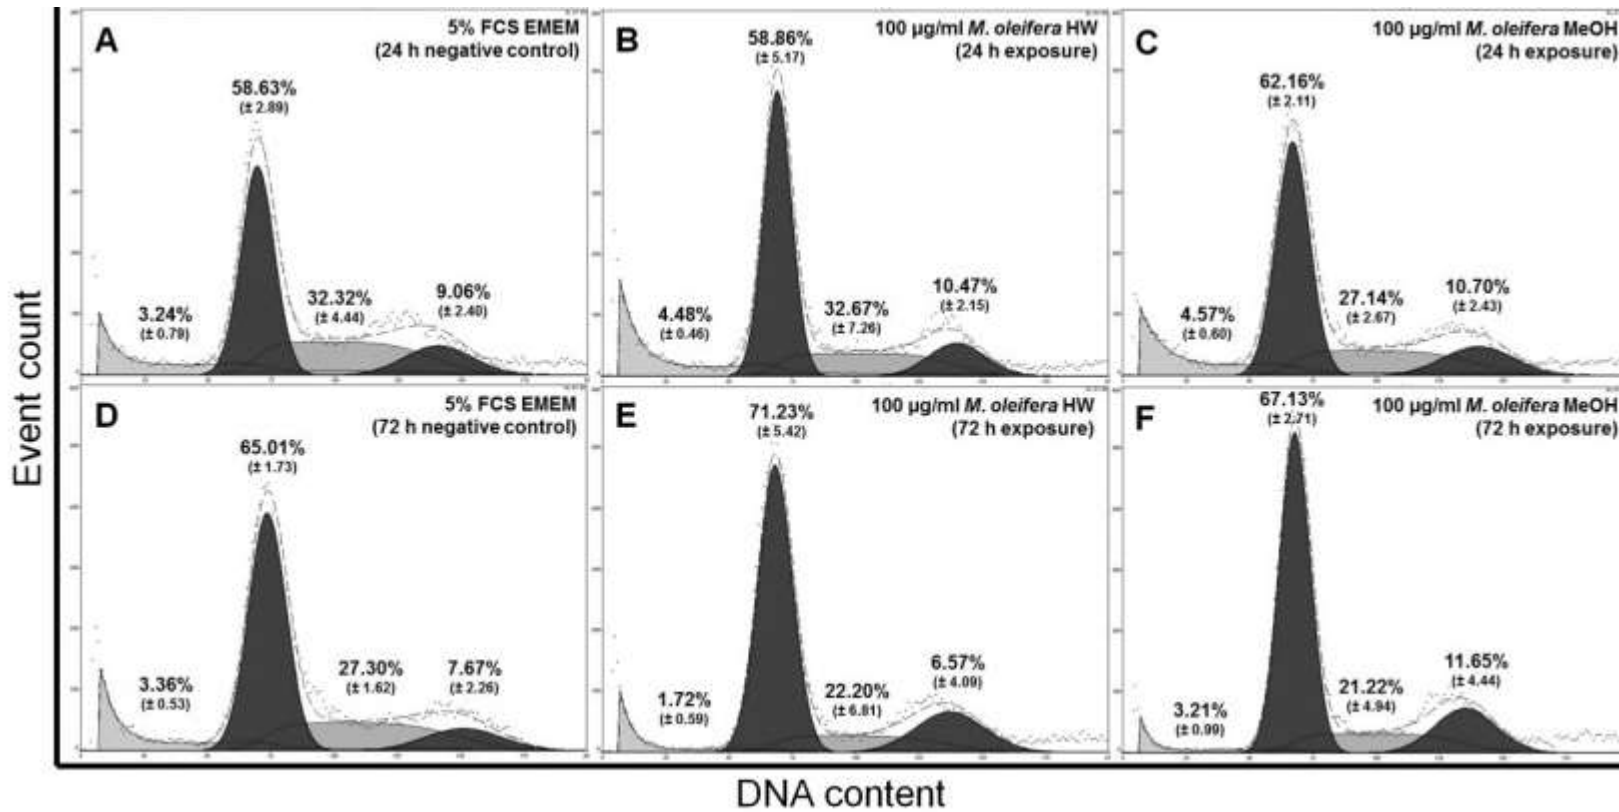 A
5% FCS EMEM
(24 h negative control)
58.63%
(± 2.89)
3.24%
(± 0.79)
32.32%
(± 4.44)
9.06%
(± 2.40)
B
100 µg/ml M. oleifera HW
(24 h exposure)
58.86%
(± 5.17)
4.48%
(± 0.46)
32.67%
(± 7.26)
10.47%
(± 2.15)
C
100 µg/ml M. oleifera MeOH
(24 h exposure)
62.16%
(± 2.11)
4.57%
(± 0.60)
27.14%
(± 2.67)
10.70%
(± 2.43)
D
5% FCS EMEM
(72 h negative control)
65.01%
(± 1.73)
3.36%
(± 0.53)
27.30%
(± 1.62)
7.67%
(± 2.26)
E
100 µg/ml M. oleifera HW
(72 h exposure)
71.23%
(± 5.42)
1.72%
(± 0.59)
22.20%
(± 6.81)
6.57%
(± 4.09)
F
100 µg/ml M. oleifera MeOH
(72 h exposure)
67.13%
(± 2.71)
3.21%
(± 0.99)
21.22%
(± 4.94)
11.65%
(± 4.44)
Event count
DNA content